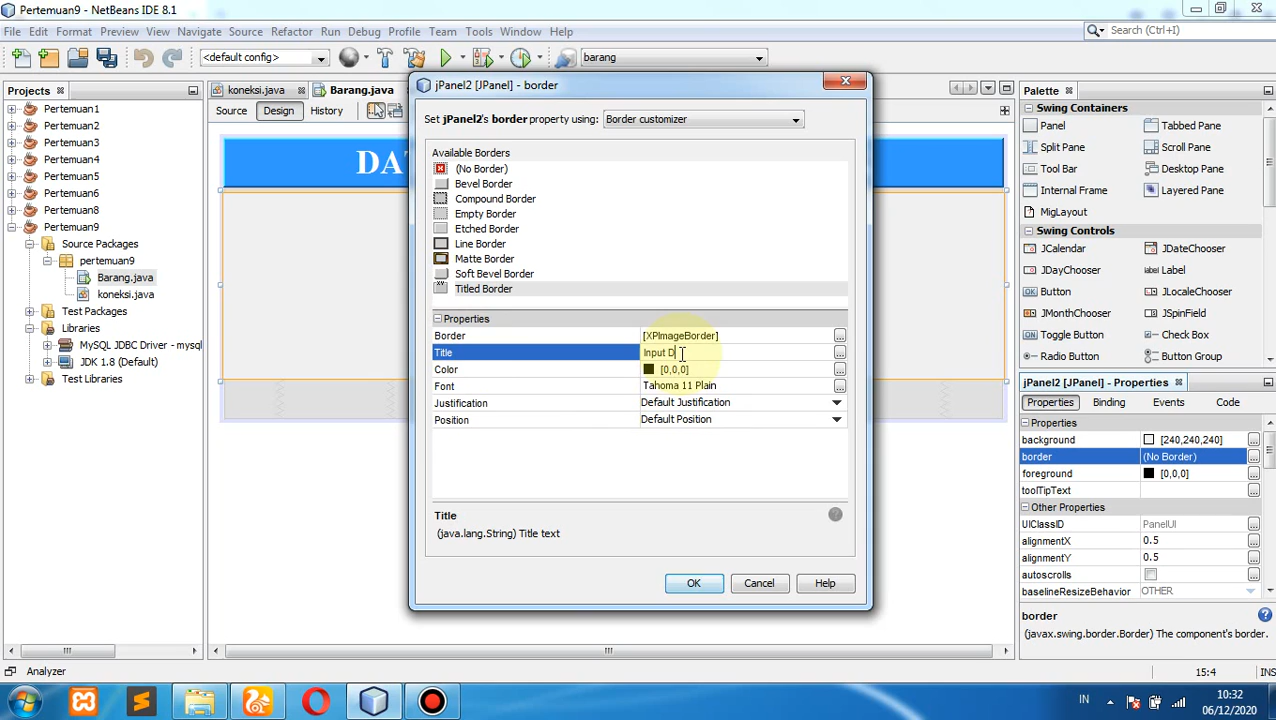 Pertemuan9 - NetBeans IDE 8.1
File Edit Format Preview View Navigate Source Refactor Run Debug Profile Team Tools Window Help
Search (Ctrl+I)
<default config>
barang
Projects
Pertemuan1
Pertemuan2
Pertemuan3
Pertemuan4
Pertemuan5
Pertemuan6
Pertemuan8
Pertemuan9
Source Packages
pertemuan9
Barang.java
koneksi.java
Test Packages
Libraries
MySQL JDBC Driver - mysql
JDK 1.8 (Default)
Test Libraries
koneksi.java
Barang.java
Source Design History
DAT
jPanel2 [JPanel] - border
Set jPanel2's border property using: Border customizer
Available Borders
(No Border)
Bevel Border
Compound Border
Empty Border
Etched Border
Line Border
Matte Border
Soft Bevel Border
Titled Border
Properties
Border [XPImageBorder]
Title Input D
Color [0,0,0]
Font Tahoma 11 Plain
Justification Default Justification
Position Default Position
Title
(java.lang.String) Title text
OK Cancel Help
Palette
Swing Containers
Panel Tabbed Pane
Split Pane Scroll Pane
Tool Bar Desktop Pane
Internal Frame Layered Pane
MigLayout
Swing Controls
JCalendar JDateChooser
JDayChooser Label
Button JLocaleChooser
JMonthChooser JSpinField
Toggle Button Check Box
Radio Button Button Group
jPanel2 [JPanel] - Properties
Properties Binding Events Code
Properties
background [240,240,240]
border (No Border)
foreground [0,0,0]
toolTipText
Other Properties
UIClassID PanelUI
alignmentX 0.5
alignmentY 0.5
autoscrolls
baselineResizeBehavior OTHER
border
(javax.swing.border.Border) The component's border.
Analyzer
15:4 INS
IN
10:32
06/12/2020